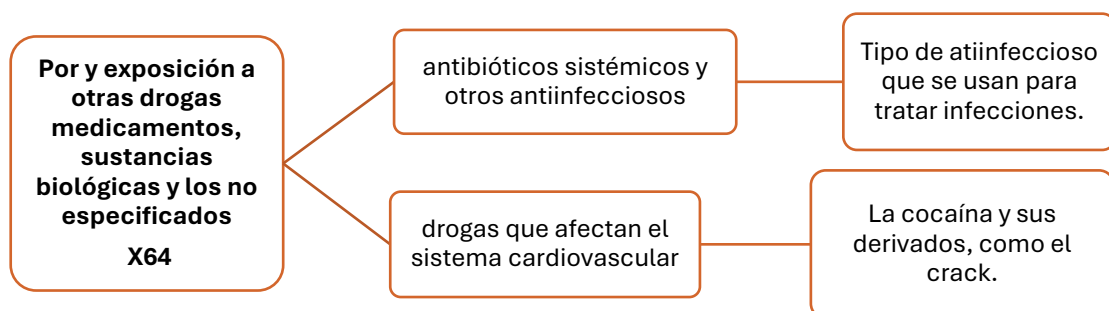 Por y exposición a
otras drogas
medicamentos,
sustancias
biológicas y los no
especificados
X64
antibióticos sistémicos y
otros antiinfecciosos
Tipo de atiinfeccioso
que se usan para
tratar infecciones.
drogas que afectan el
sistema cardiovascular
La cocaína y sus
derivados, como el
crack.